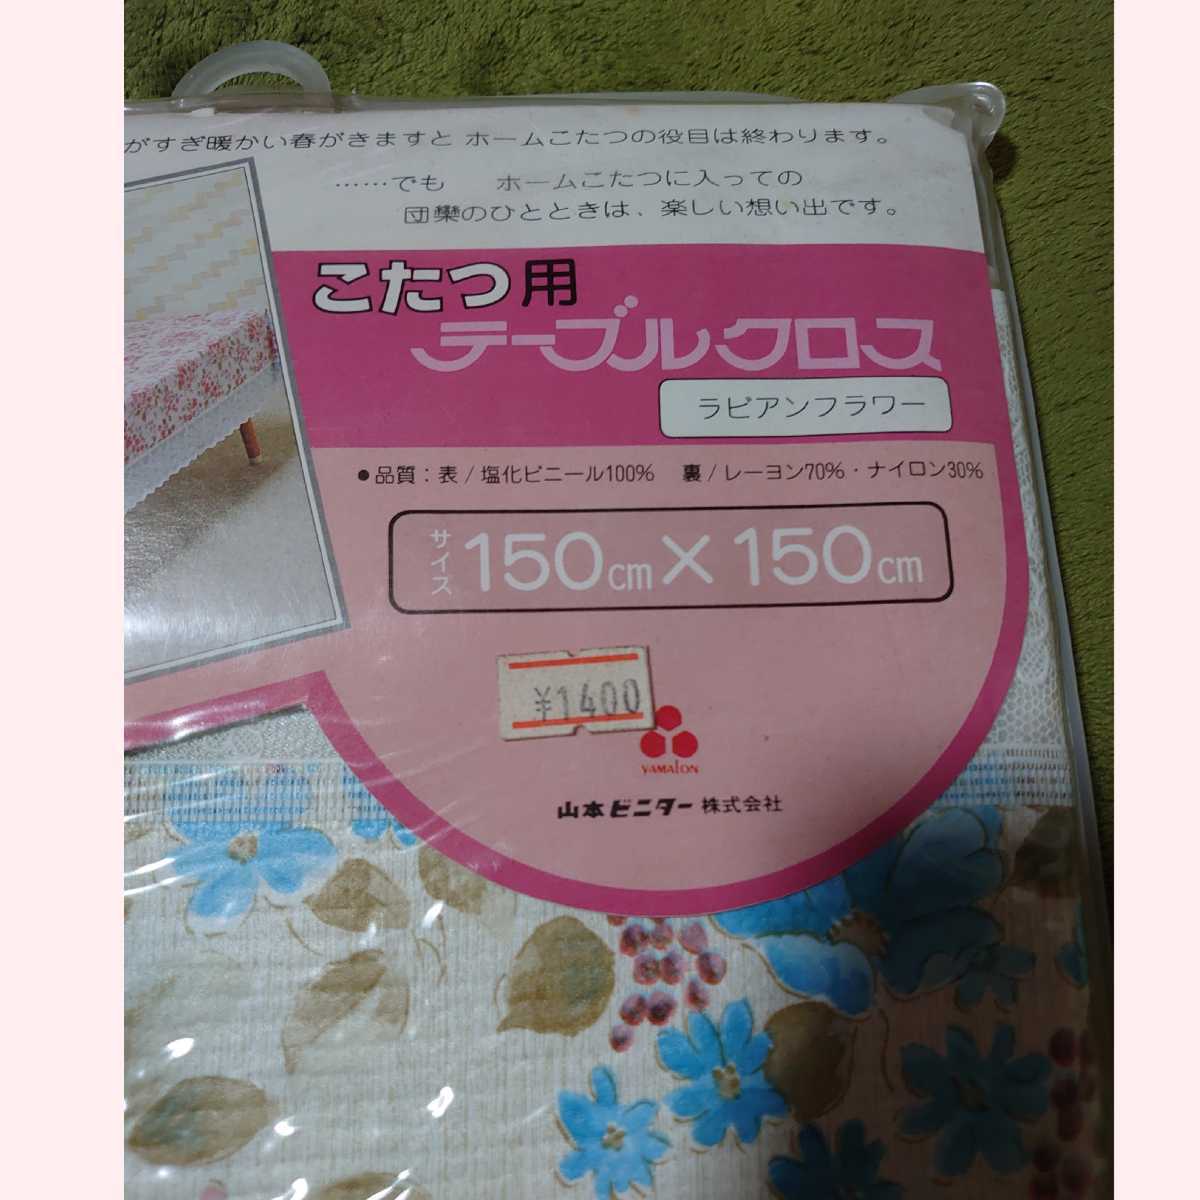 がすぎ暖かい春がきますと ホームこたつの役目は終わります。
……でも ホームこたつに入っての
団欒のひとときは、楽しい想い出です。
こたつ用
テーブルクロス
ラビアンフラワー
●品質：表/塩化ビニール100% 裏/レーヨン70%・ナイロン30%
サイズ 150cm×150cm
¥1400
YAMATON
山本ビニター株式会社